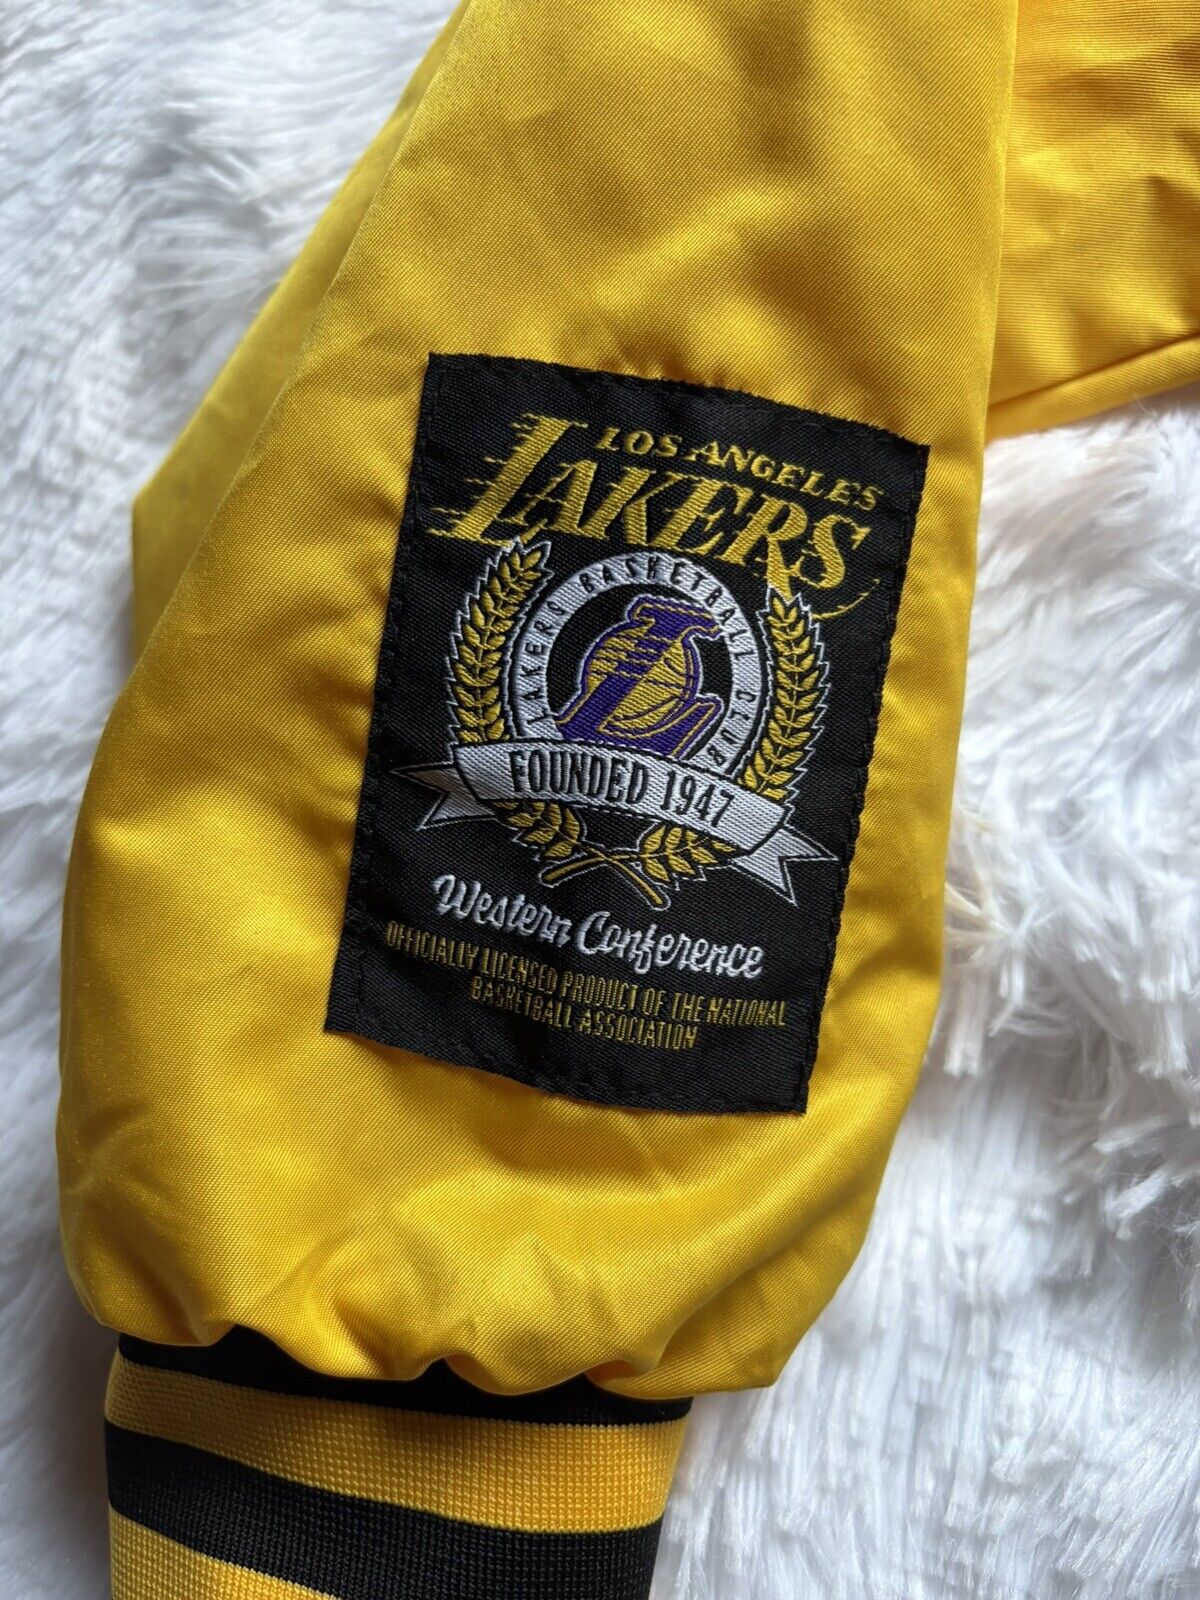 LOS ANGELES
LAKERS
LAKERS BASKETBALL CLUB
FOUNDED 1947
Western Conference
OFFICIALLY LICENSED PRODUCT OF THE NATIONAL
BASKETBALL ASSOCIATION